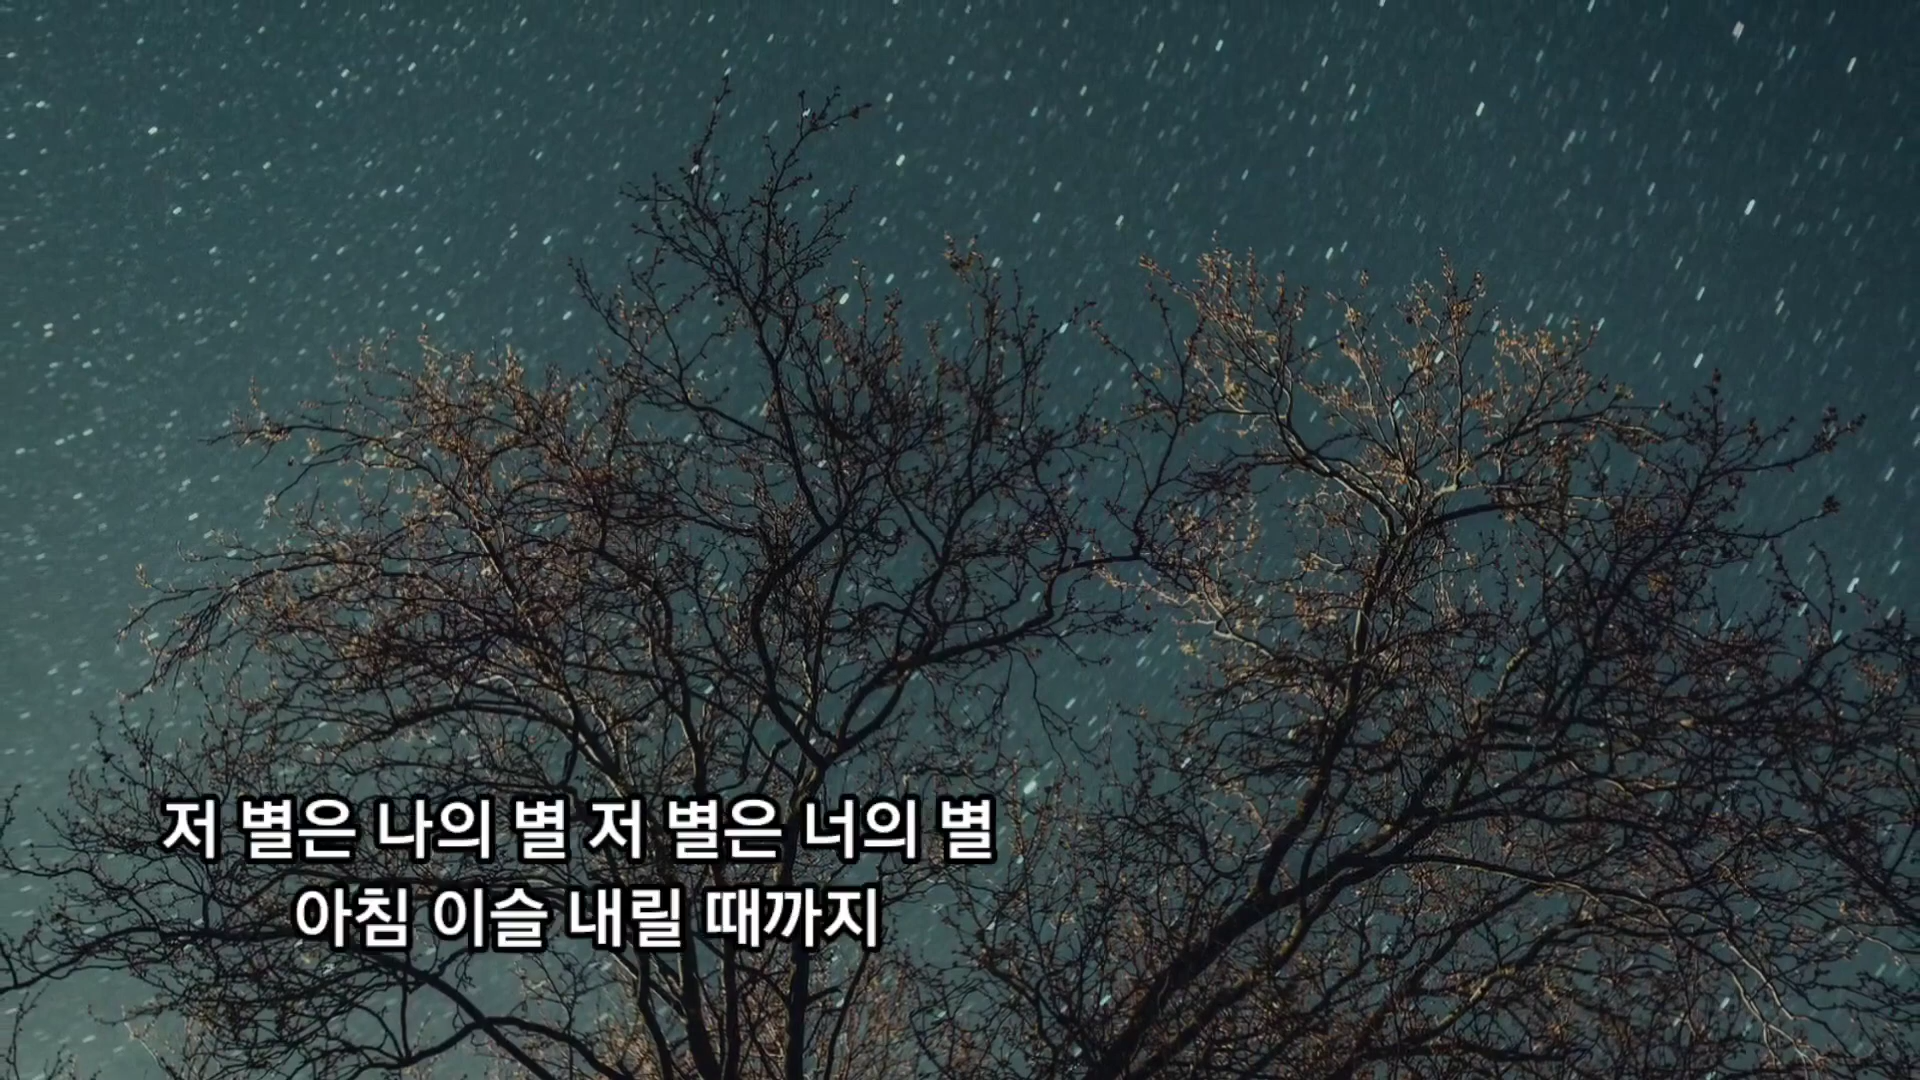 저 별은 나의 별 저 별은 너의 별
아침 이슬 내릴 때까지